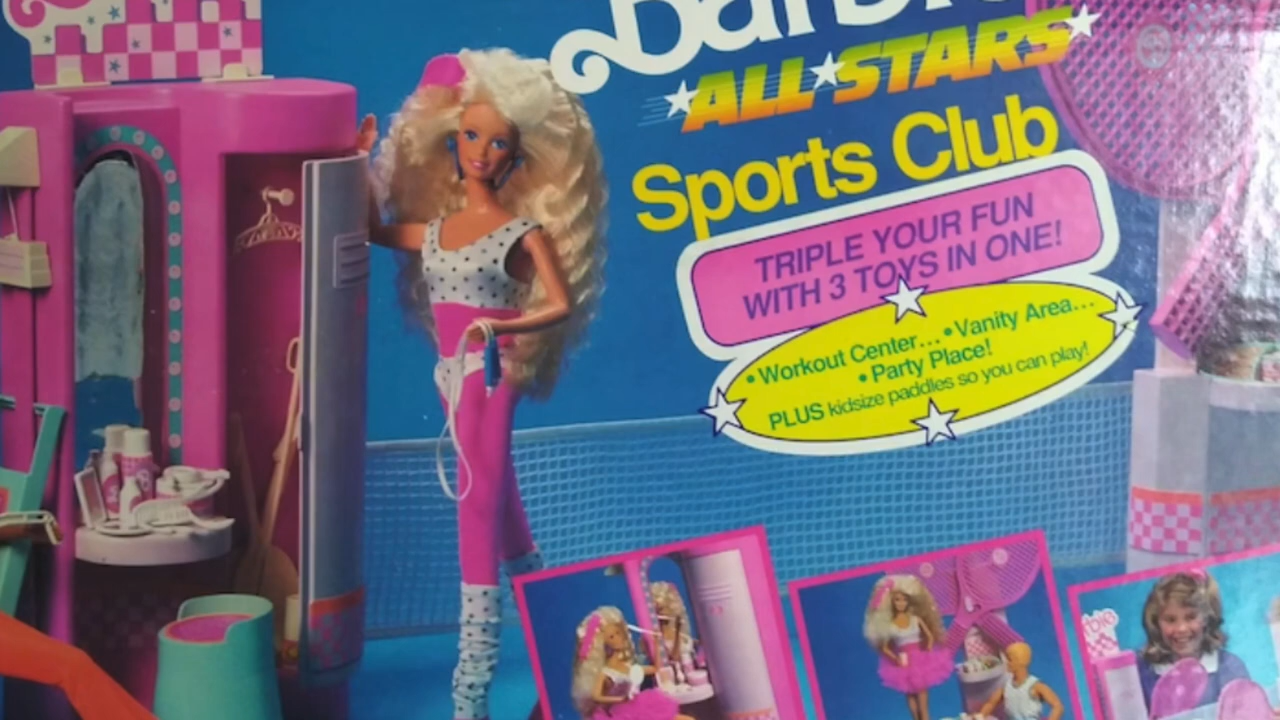 Barbie
ALL★STARS
Sports Club
TRIPLE YOUR FUN
WITH 3 TOYS IN ONE!
•Workout Center...•Vanity Area...
•Party Place!
PLUS kidsize paddles so you can play!